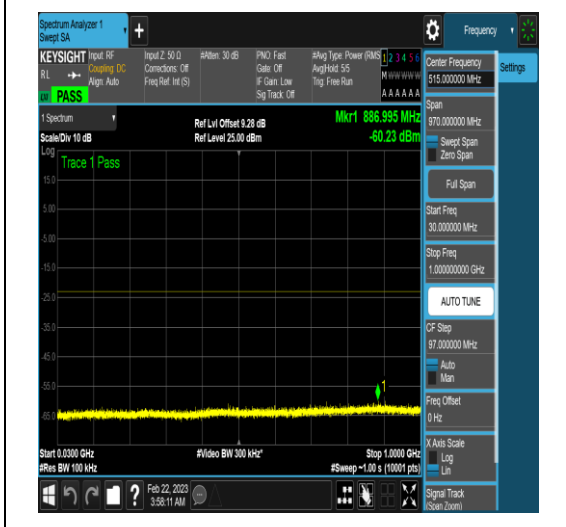 Spectrum Analyzer 1
Swept SA
+
Frequency
KEYSIGHT
Input: RF
Coupling: DC
Align: Auto
Input Z: 50 Ω
Corrections: Off
Freq Ref: Int (S)
#Atten: 30 dB
PNO: Fast
Gate: Off
IF Gain: Low
Sig Track: Off
#Avg Type: Power (RMS)
Avg|Hold: 5/5
Trig: Free Run
1 2 3 4 5 6
M W W W W W
A A A A A A
RL
PASS
1 Spectrum
Scale/Div 10 dB
Ref Lvl Offset 9.28 dB
Ref Level 25.00 dBm
Mkr1 886.995 MHz
-60.23 dBm
Log
Trace 1 Pass
15.0
5.00
-5.00
-15.0
-25.0
-35.0
-45.0
-55.0
-65.0
1
Start 0.0300 GHz
#Res BW 100 kHz
#Video BW 300 kHz*
Stop 1.0000 GHz
#Sweep ~1.00 s (10001 pts)
Center Frequency
515.000000 MHz
Settings
Span
970.000000 MHz
Swept Span
Zero Span
Full Span
Start Freq
30.000000 MHz
Stop Freq
1.000000000 GHz
AUTO TUNE
CF Step
97.000000 MHz
Auto
Man
Freq Offset
0 Hz
X Axis Scale
Log
Lin
Signal Track
(Span Zoom)
?
Feb 22, 2023
3:58:11 AM